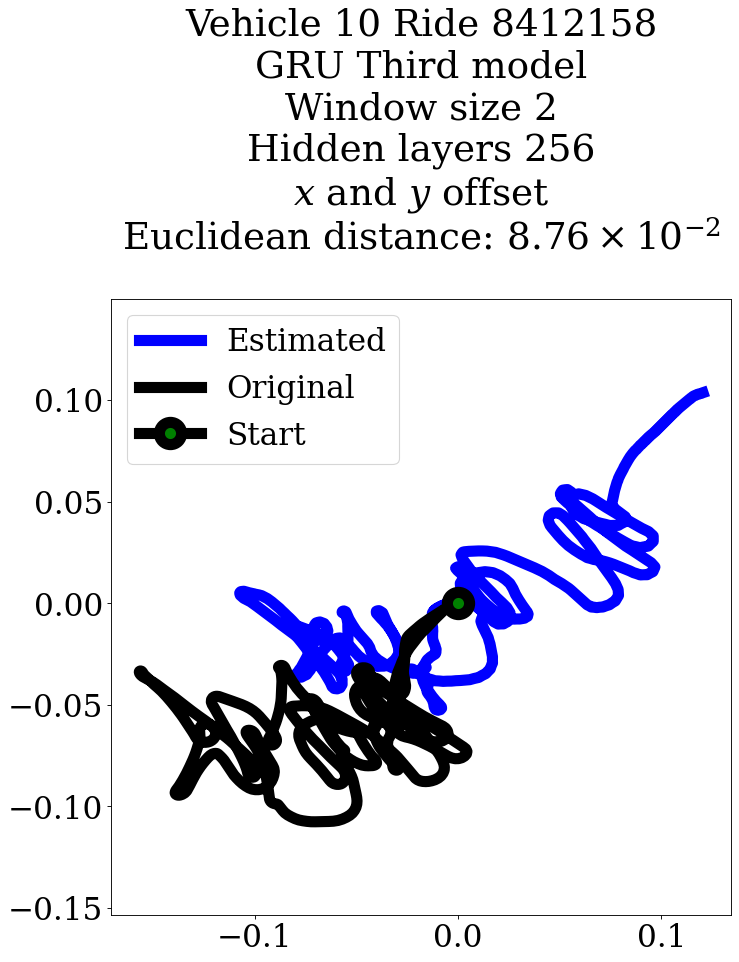 Vehicle 10 Ride 8412158
GRU Third model
Window size 2
Hidden layers 256
x and y offset
Euclidean distance: 8.76 × 10⁻²
Estimated
Original
Start
0.10
0.05
0.00
−0.05
−0.10
−0.15
−0.1 0.0 0.1